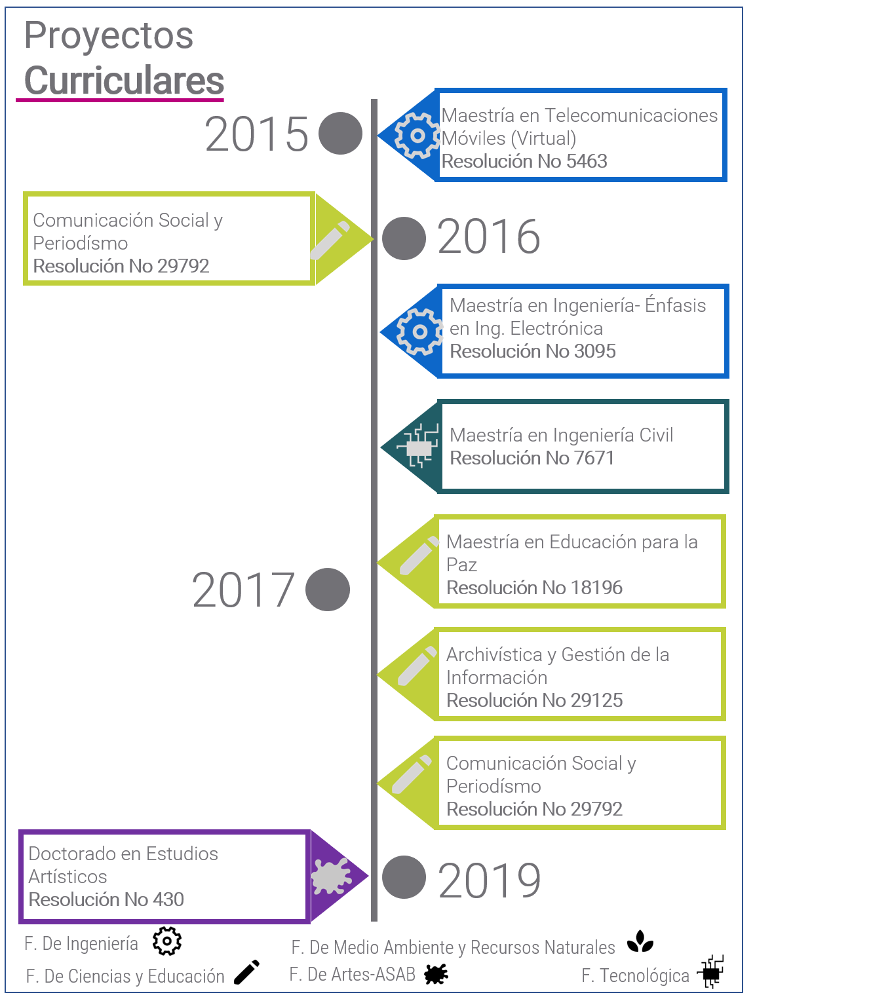 Proyectos
Curriculares
2015
Maestría en Telecomunicaciones
Móviles (Virtual)
Resolución No 5463
Comunicación Social y
Periodísmo
Resolución No 29792
2016
Maestría en Ingeniería- Énfasis
en Ing. Electrónica
Resolución No 3095
Maestría en Ingeniería Civil
Resolución No 7671
Maestría en Educación para la
Paz
Resolución No 18196
2017
Archivística y Gestión de la
Información
Resolución No 29125
Comunicación Social y
Periodísmo
Resolución No 29792
Doctorado en Estudios
Artísticos
Resolución No 430
2019
F. De Ingeniería
F. De Medio Ambiente y Recursos Naturales
F. De Ciencias y Educación
F. De Artes-ASAB
F. Tecnológica